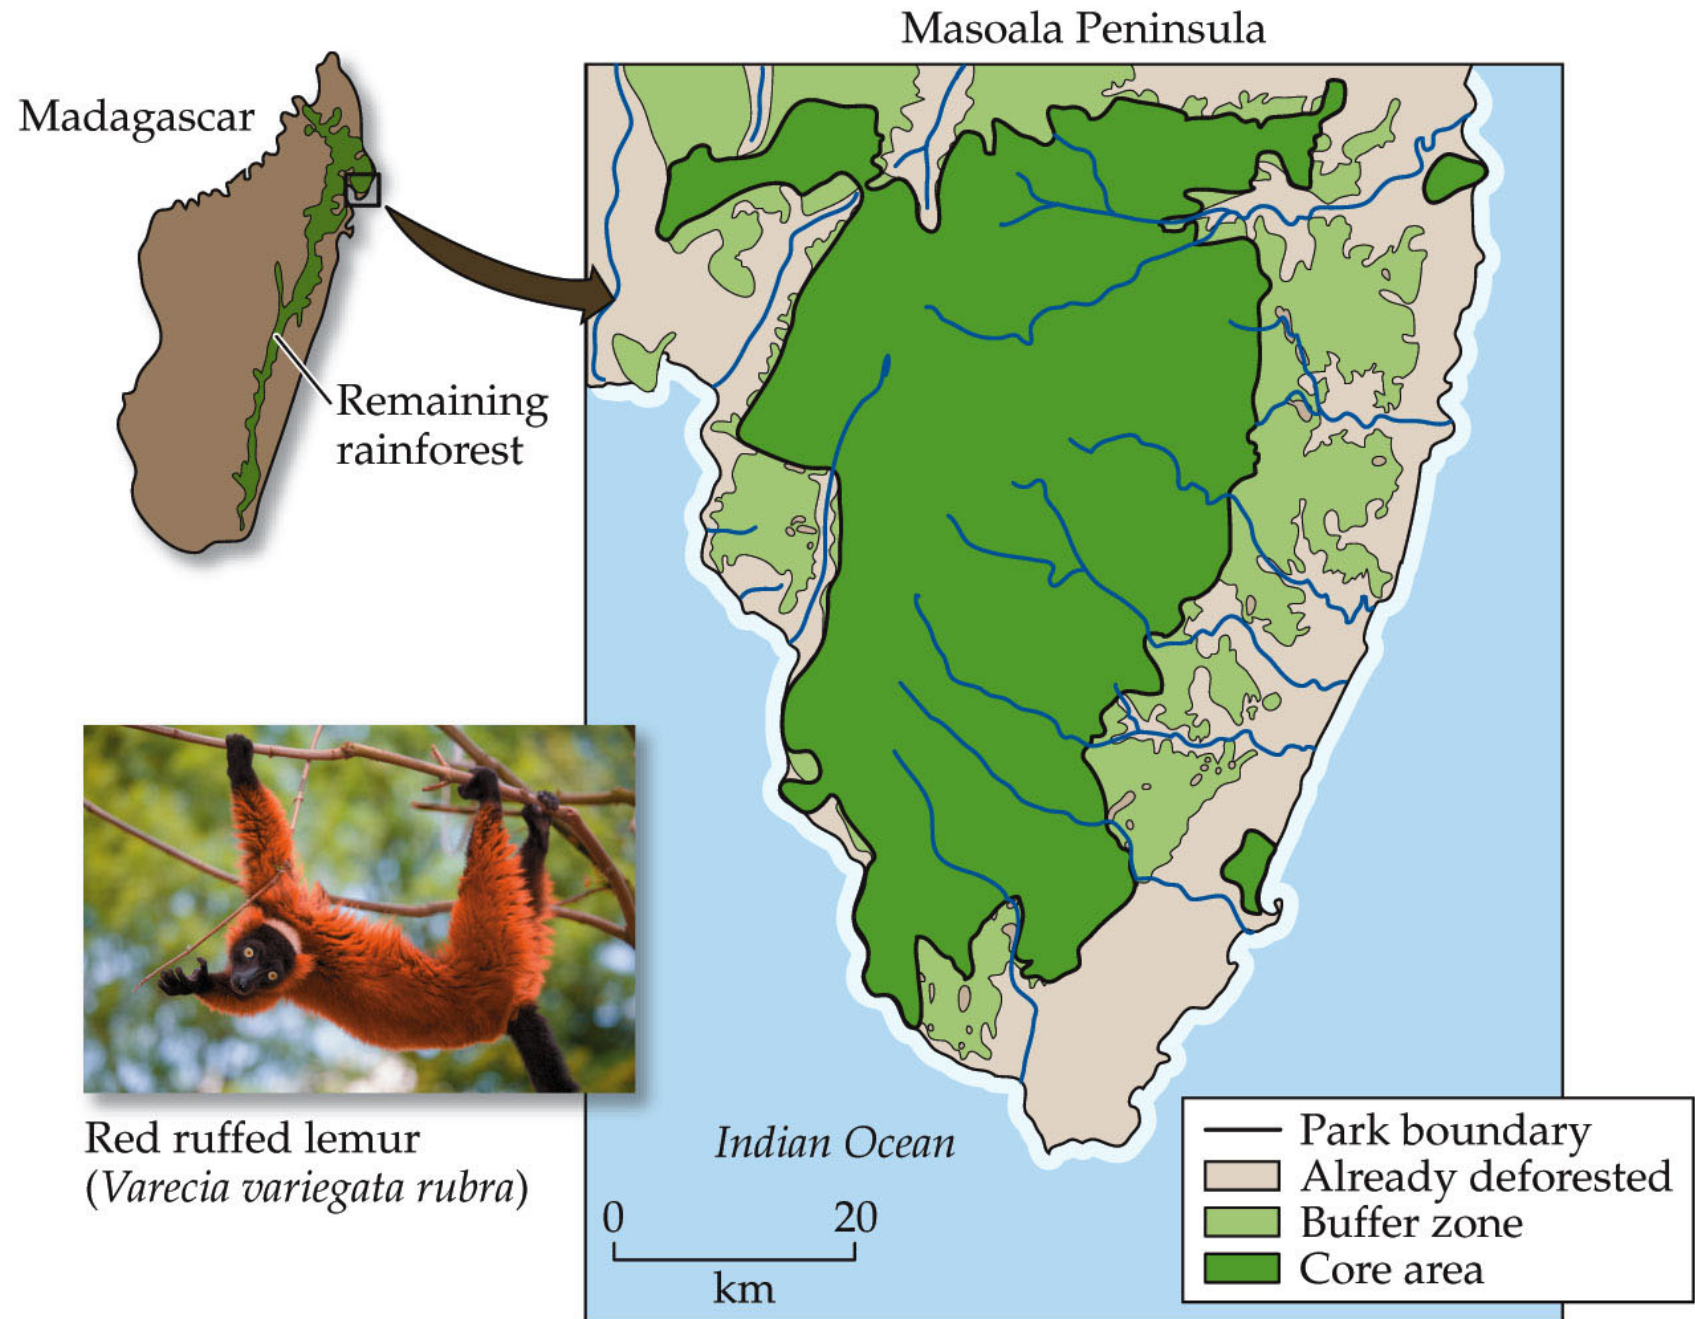 Masoala Peninsula
Madagascar
Remaining
rainforest
Red ruffed lemur
(Varecia variegata rubra)
Indian Ocean
0 20
km
Park boundary
Already deforested
Buffer zone
Core area